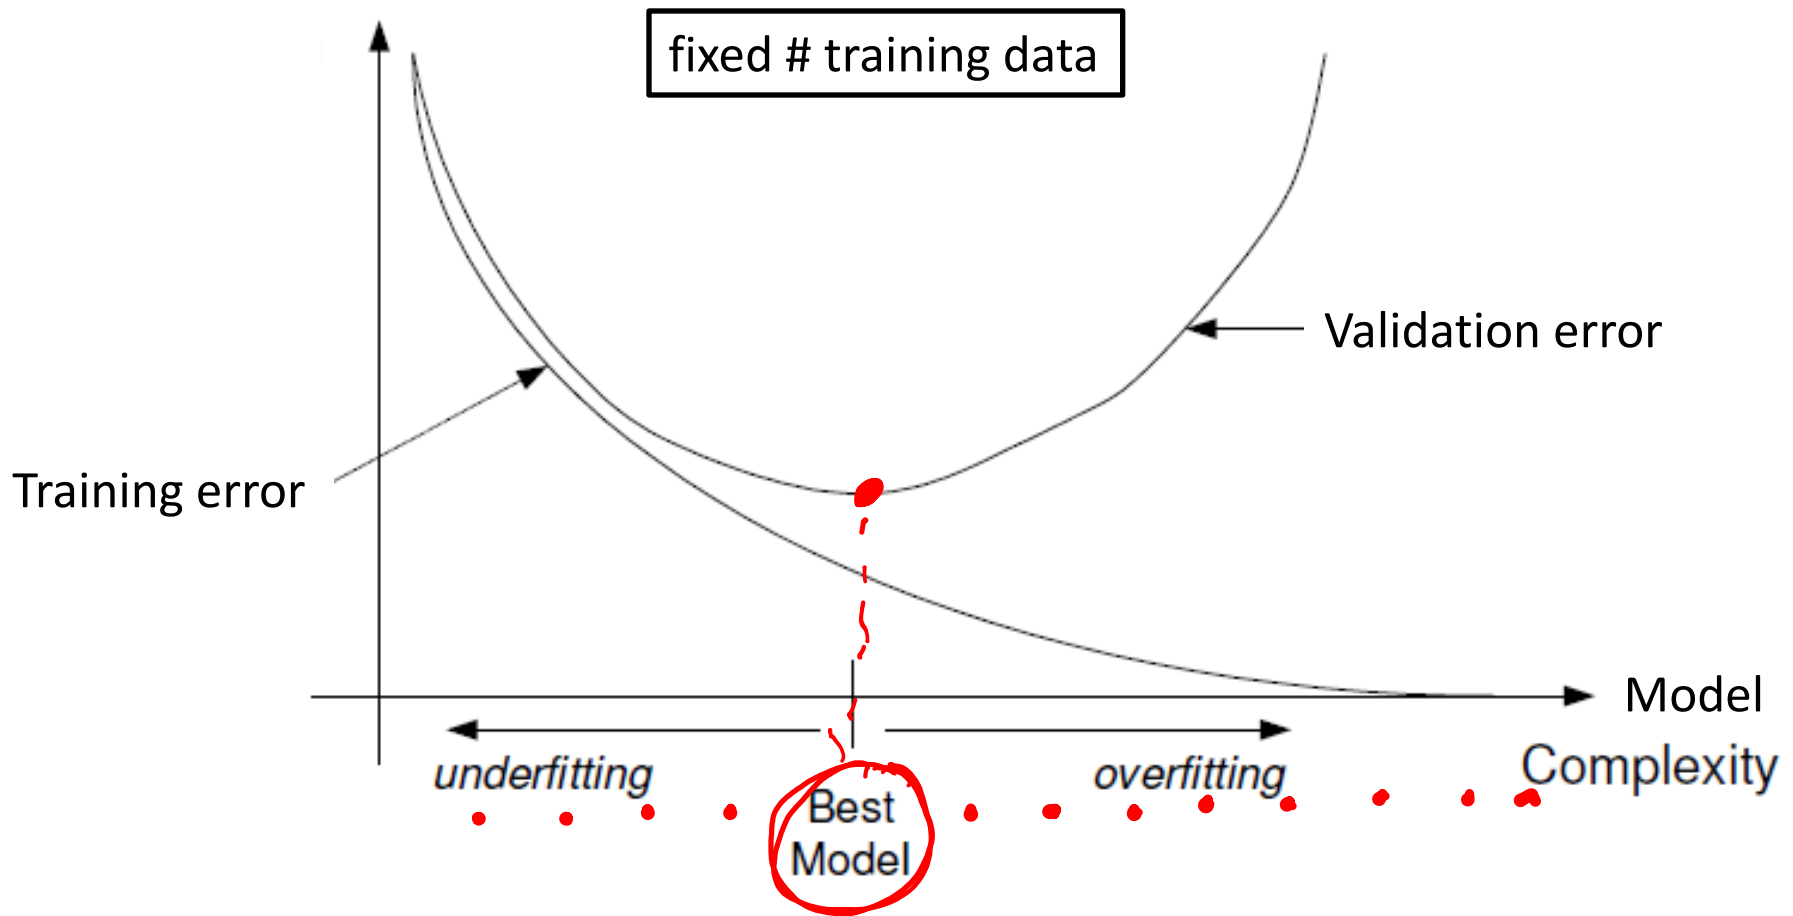 fixed # training data
Validation error
Training error
Model
Complexity
underfitting
overfitting
Best
Model